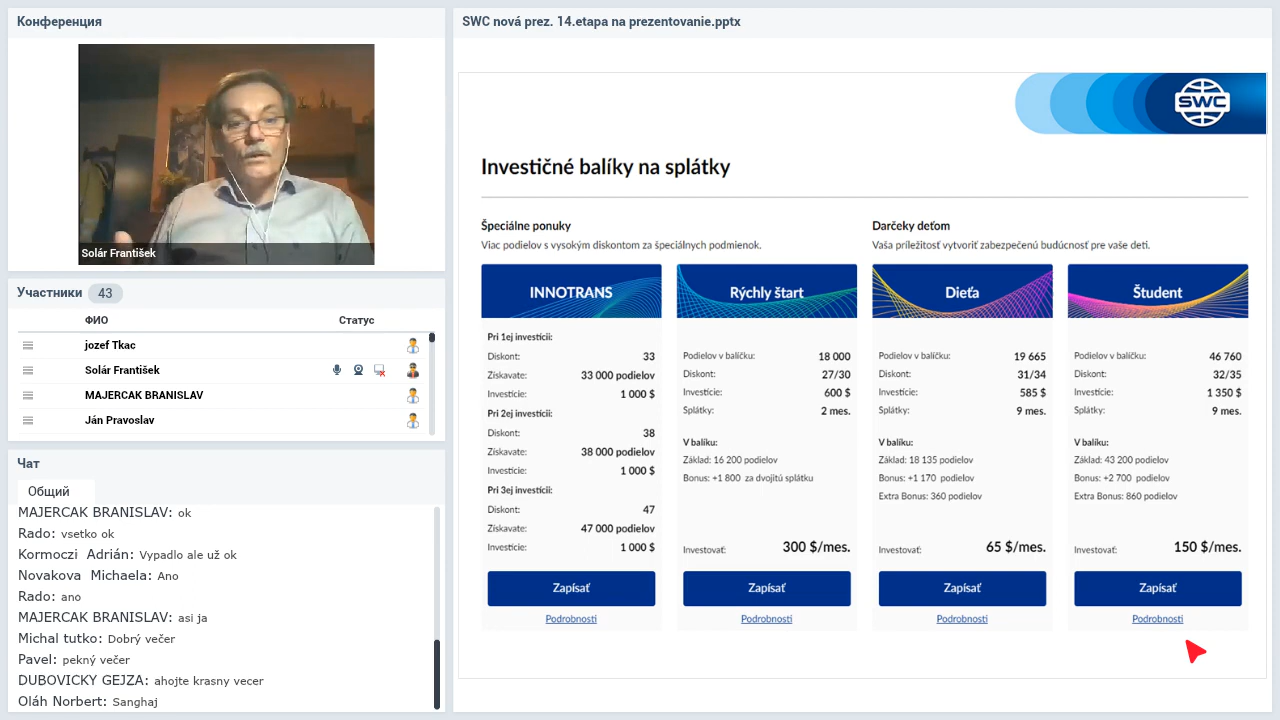 Конференция
Solár František
Участники 43
ФИО Статус
jozef Tkac
Solár František
MAJERCAK BRANISLAV
Ján Pravoslav
Чат
Общий
MAJERCAK BRANISLAV: ok
Rado: vsetko ok
Kormoczi Adrián: Vypadlo ale už ok
Novakova Michaela: Ano
Rado: ano
MAJERCAK BRANISLAV: asi ja
Michal tutko: Dobrý večer
Pavel: pekný večer
DUBOVICKY GEJZA: ahojte krasny vecer
Oláh Norbert: Sanghaj
SWC nová prez. 14.etapa na prezentovanie.pptx
SWC
Investičné balíky na splátky
Špeciálne ponuky
Viac podielov s vysokým diskontom za špeciálnych podmienok.
Darčeky deťom
Vaša príležitosť vytvoriť zabezpečenú budúcnosť pre vaše deti.
INNOTRANS
Pri 1ej investícii:
Diskont: 33
Získavate: 33 000 podielov
Investície: 1 000 $
Pri 2ej investícii:
Diskont: 38
Získavate: 38 000 podielov
Investície: 1 000 $
Pri 3ej investícii:
Diskont: 47
Získavate: 47 000 podielov
Investície: 1 000 $
Zapísať
Podrobnosti
Rýchly štart
Podielov v balíčku: 18 000
Diskont: 27/30
Investície: 600 $
Splátky: 2 mes.
V balíku:
Základ: 16 200 podielov
Bonus: +1 800 za dvojitú splátku
Investovať: 300 $/mes.
Zapísať
Podrobnosti
Dieťa
Podielov v balíčku: 19 665
Diskont: 31/34
Investície: 585 $
Splátky: 9 mes.
V balíku:
Základ: 18 135 podielov
Bonus: +1 170 podielov
Extra Bonus: 360 podielov
Investovať: 65 $/mes.
Zapísať
Podrobnosti
Študent
Podielov v balíčku: 46 760
Diskont: 32/35
Investície: 1 350 $
Splátky: 9 mes.
V balíku:
Základ: 43 200 podielov
Bonus: +2 700 podielov
Extra Bonus: 860 podielov
Investovať: 150 $/mes.
Zapísať
Podrobnosti